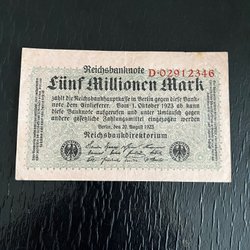 Reichsbanknote
D·02912346
Fünf Millionen Mark
zahlt die Reichsbankhauptkasse in Berlin gegen diese Bank-
note dem Einlieferer. Vom 1. Oktober 1923 ab kann
diese Banknote aufgerufen und unter Umtausch gegen
andere gesetzliche Zahlungsmittel eingezogen werden
Berlin, den 20. August 1923
Reichsbankdirektorium